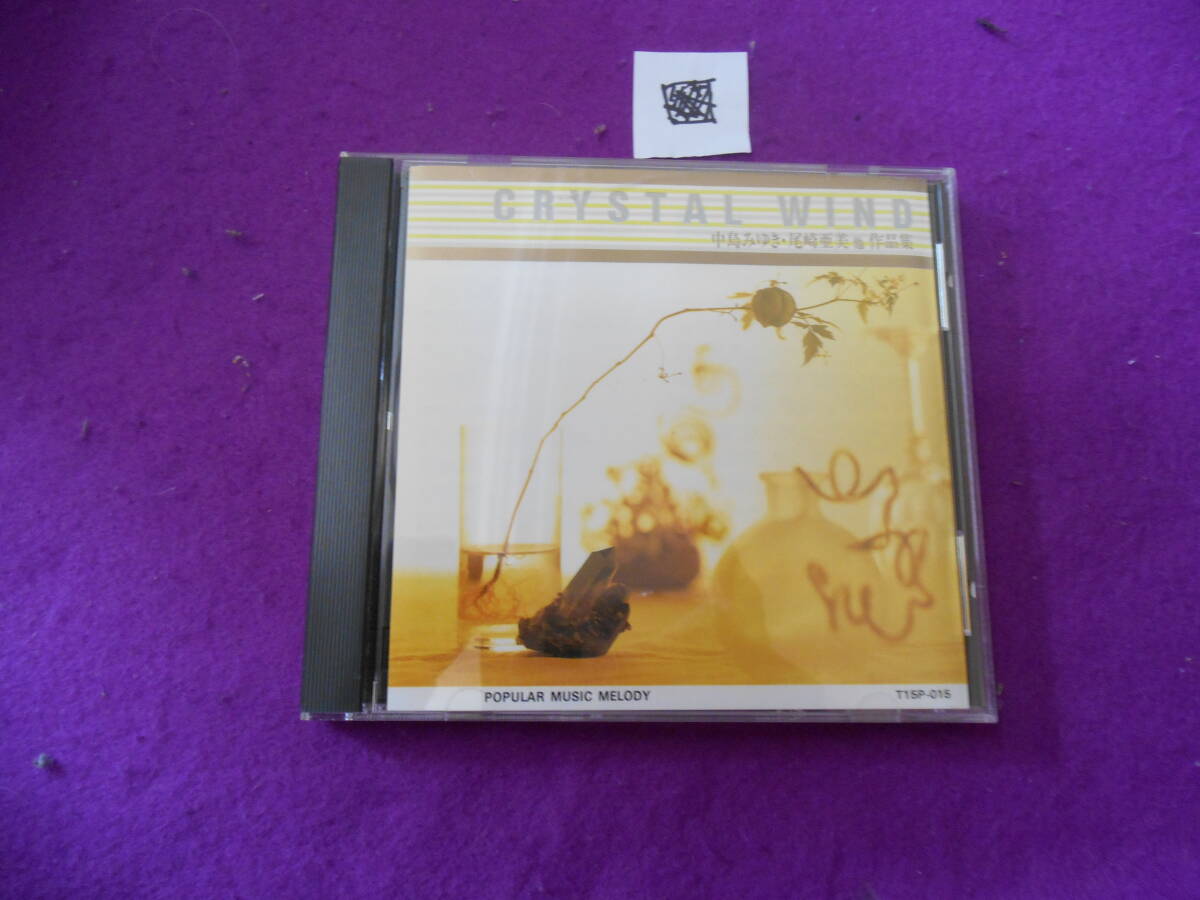 CRYSTAL WIND
中島みゆき・尾崎亜美 他 作品集
POPULAR MUSIC MELODY
T15P-015